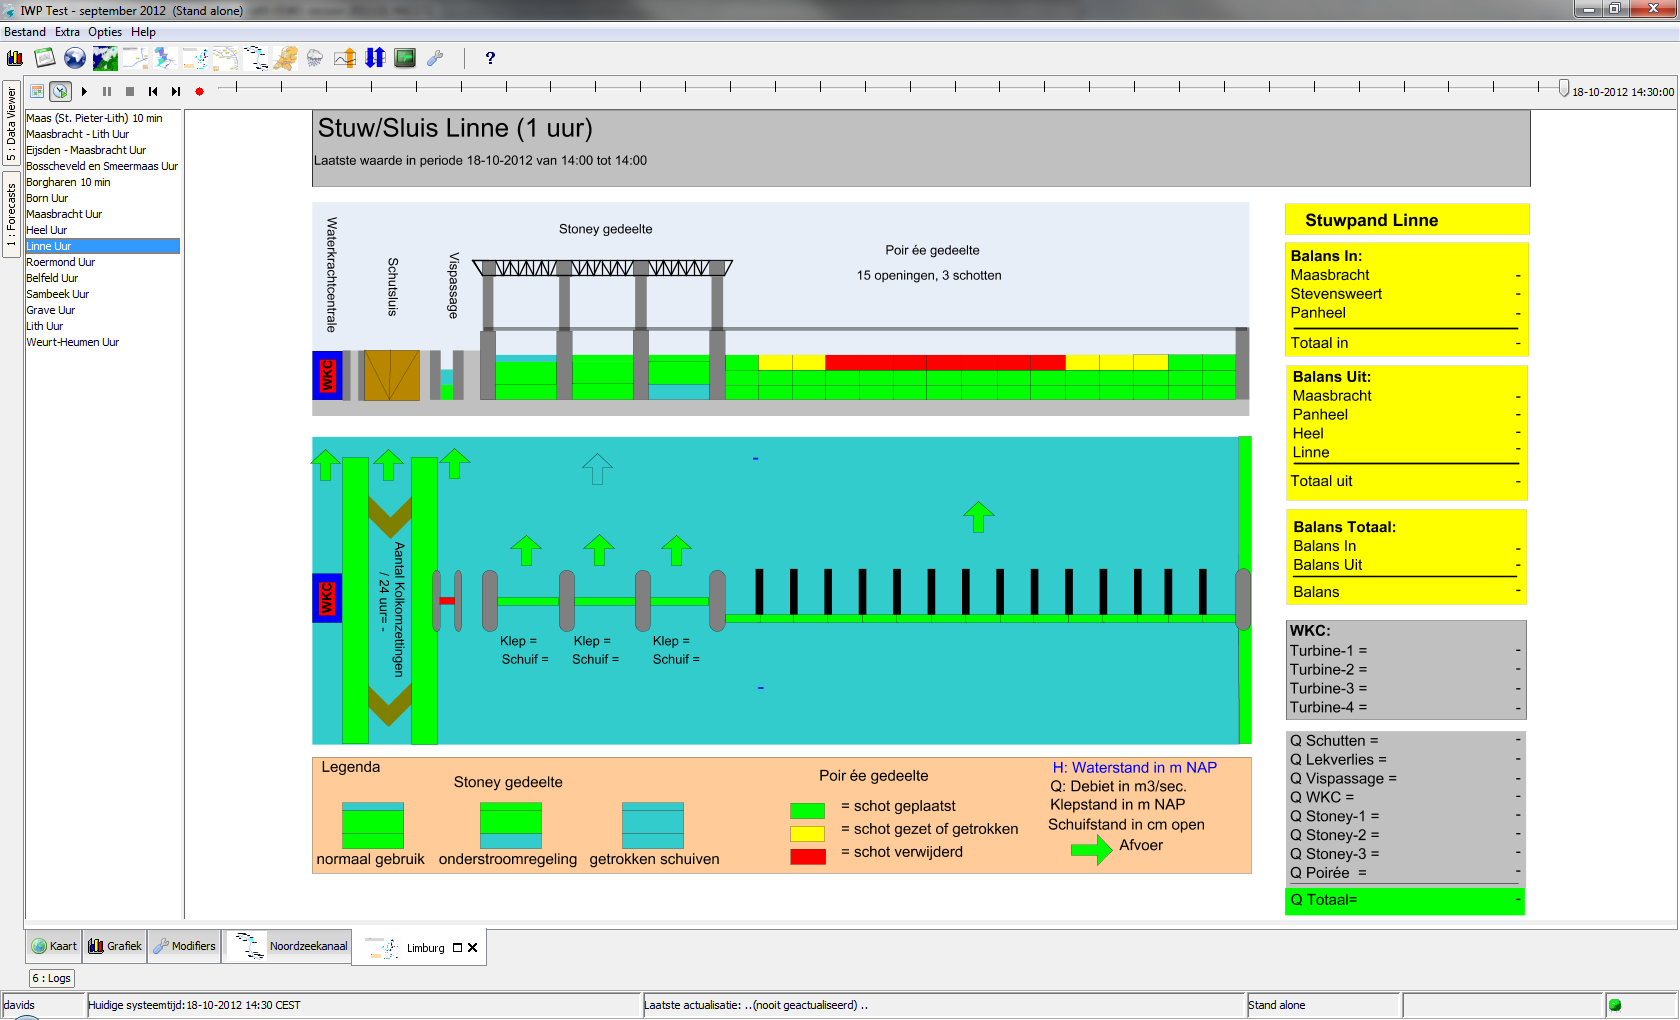 IWP Test - september 2012  (Stand alone)
Bestand Extra Opties Help
?
18-10-2012 14:30:00
5 : Data Viewer
1 : Forecasts
Maas (St. Pieter-Lith) 10 min
Maasbracht - Lith Uur
Eijsden - Maasbracht Uur
Bosscheveld en Smeermaas Uur
Borgharen 10 min
Born Uur
Maasbracht Uur
Heel Uur
Linne Uur
Roermond Uur
Belfeld Uur
Sambeek Uur
Grave Uur
Lith Uur
Weurt-Heumen Uur
Stuw/Sluis Linne (1 uur)
Laatste waarde in periode 18-10-2012 van 14:00 tot 14:00
Waterkrachtcentrale
Schutsluis
Vispassage
Stoney gedeelte
Poir ée gedeelte
15 openingen, 3 schotten
WKC
WKC
Aantal Kolkomzettingen
/ 24 uur= -
-
Klep =
Schuif =
Klep =
Schuif =
Klep =
Schuif =
-
Legenda
Stoney gedeelte
normaal gebruik
onderstroomregeling
getrokken schuiven
Poir ée gedeelte
= schot geplaatst
= schot gezet of getrokken
= schot verwijderd
H: Waterstand in m NAP
Q: Debiet in m3/sec.
Klepstand in m NAP
Schuifstand in cm open
Afvoer
Stuwpand Linne
Balans In:
Maasbracht -
Stevensweert -
Panheel -
Totaal in -
Balans Uit:
Maasbracht -
Panheel -
Heel -
Linne -
Totaal uit -
Balans Totaal:
Balans In -
Balans Uit -
Balans -
WKC:
Turbine-1 = -
Turbine-2 = -
Turbine-3 = -
Turbine-4 = -
Q Schutten = -
Q Lekverlies = -
Q Vispassage = -
Q WKC = -
Q Stoney-1 = -
Q Stoney-2 = -
Q Stoney-3 = -
Q Poirée = -
Q Totaal= -
Kaart Grafiek Modifiers Noordzeekanaal Limburg
6 : Logs
davids Huidige systeemtijd:18-10-2012 14:30 CEST Laatste actualisatie: ..(nooit geactualiseerd) .. Stand alone